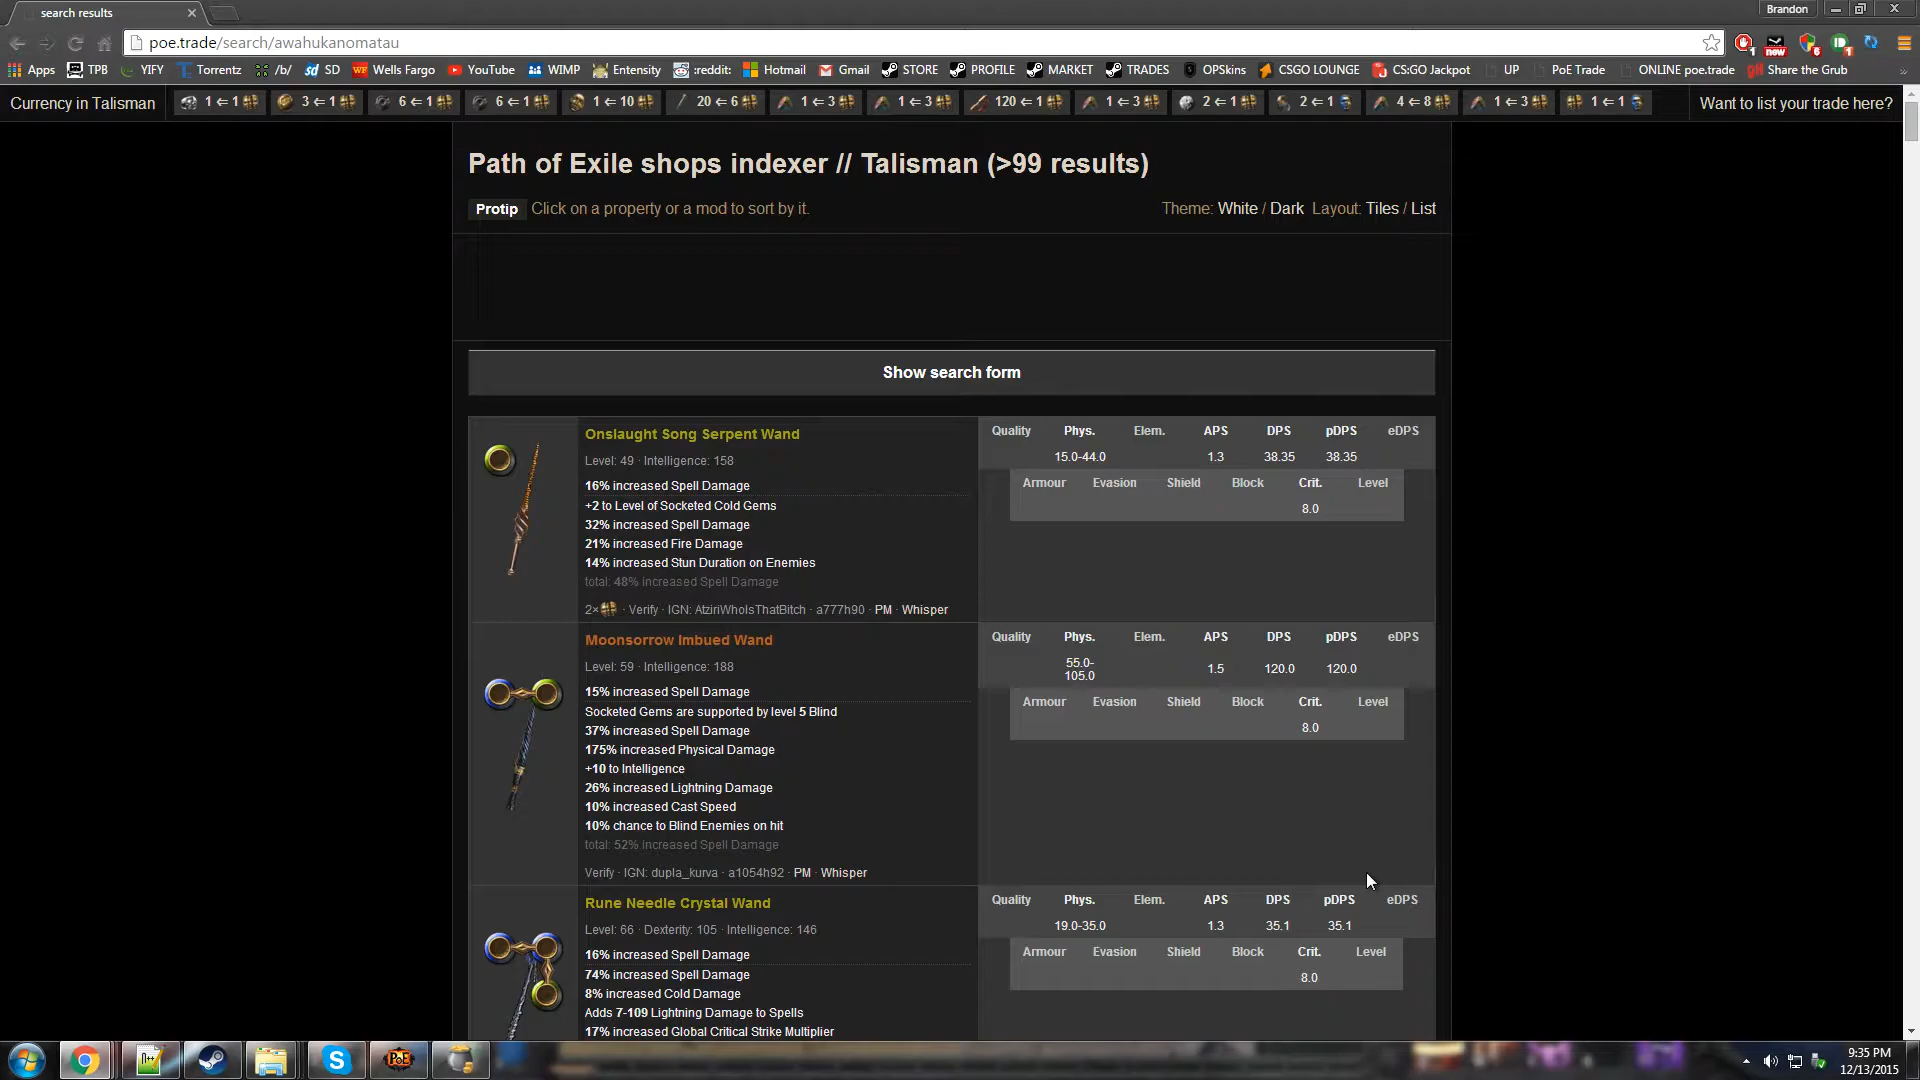 search results
Brandon
poe.trade/search/awahukanomatau
Apps TPB YIFY Torrentz /b/ SD Wells Fargo YouTube WIMP Entensity :reddit: Hotmail Gmail STORE PROFILE MARKET TRADES OPSkins CSGO LOUNGE CS:GO Jackpot UP PoE Trade ONLINE poe.trade Share the Grub »
Currency in Talisman 1⇐1 3⇐1 6⇐1 6⇐1 1⇐10 20⇐6 1⇐3 1⇐3 120⇐1 1⇐3 2⇐1 2⇐1 4⇐8 1⇐3 1⇐1 Want to list your trade here?
Path of Exile shops indexer // Talisman (>99 results)
Protip Click on a property or a mod to sort by it. Theme: White / Dark Layout: Tiles / List
Show search form
Onslaught Song Serpent Wand
Level: 49 · Intelligence: 158
16% increased Spell Damage
+2 to Level of Socketed Cold Gems
32% increased Spell Damage
21% increased Fire Damage
14% increased Stun Duration on Enemies
total: 48% increased Spell Damage
2× · Verify · IGN: AtziriWhoIsThatBitch · a777h90 · PM · Whisper
Quality Phys. Elem. APS DPS pDPS eDPS
15.0-44.0 1.3 38.35 38.35
Armour Evasion Shield Block Crit. Level
8.0
Moonsorrow Imbued Wand
Level: 59 · Intelligence: 188
15% increased Spell Damage
Socketed Gems are supported by level 5 Blind
37% increased Spell Damage
175% increased Physical Damage
+10 to Intelligence
26% increased Lightning Damage
10% increased Cast Speed
10% chance to Blind Enemies on hit
total: 52% increased Spell Damage
Verify · IGN: dupla_kurva · a1054h92 · PM · Whisper
Quality Phys. Elem. APS DPS pDPS eDPS
55.0-
105.0 1.5 120.0 120.0
Armour Evasion Shield Block Crit. Level
8.0
Rune Needle Crystal Wand
Level: 66 · Dexterity: 105 · Intelligence: 146
16% increased Spell Damage
74% increased Spell Damage
8% increased Cold Damage
Adds 7-109 Lightning Damage to Spells
17% increased Global Critical Strike Multiplier
Quality Phys. Elem. APS DPS pDPS eDPS
19.0-35.0 1.3 35.1 35.1
Armour Evasion Shield Block Crit. Level
8.0
9:35 PM
12/13/2015